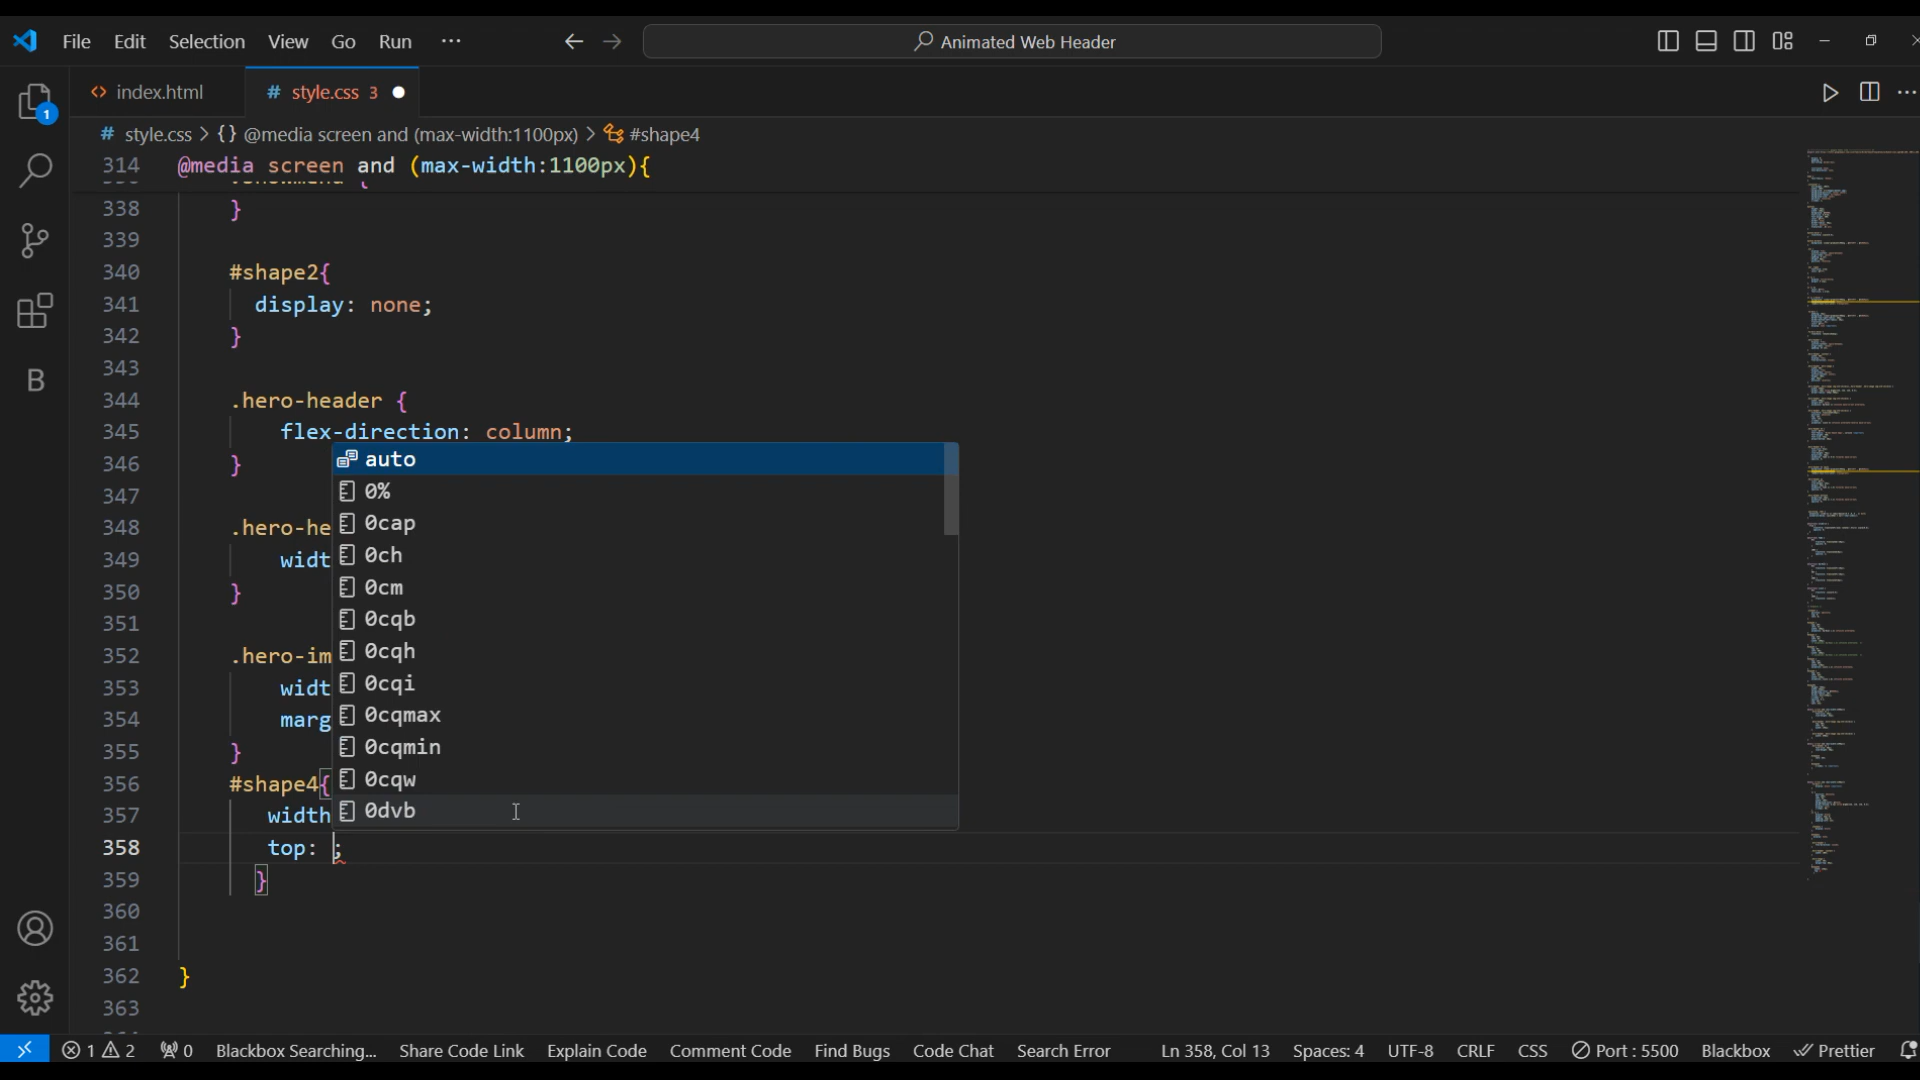 File Edit Selection View Go Run ··· Animated Web Header
index.html style.css 3
style.css > {} @media screen and (max-width:1100px) > #shape4
314 @media screen and (max-width:1100px){
338 }
339
340 #shape2{
341 display: none;
342 }
343
344 .hero-header {
345 flex-direction: column;
346 } auto
0%
347
0cap
348 .hero-he
0ch
349 widt
0cm
350 }
0cqb
351
0cqh
352 .hero-im
0cqi
353 widt
0cqmax
354 marg
0cqmin
355 }
0cqw
356 #shape4{
0dvb
357 width
358 top: ;
359 }
360
361
362 }
363
1 2 0 Blackbox Searching... Share Code Link Explain Code Comment Code Find Bugs Code Chat Search Error Ln 358, Col 13 Spaces: 4 UTF-8 CRLF CSS Port : 5500 Blackbox Prettier